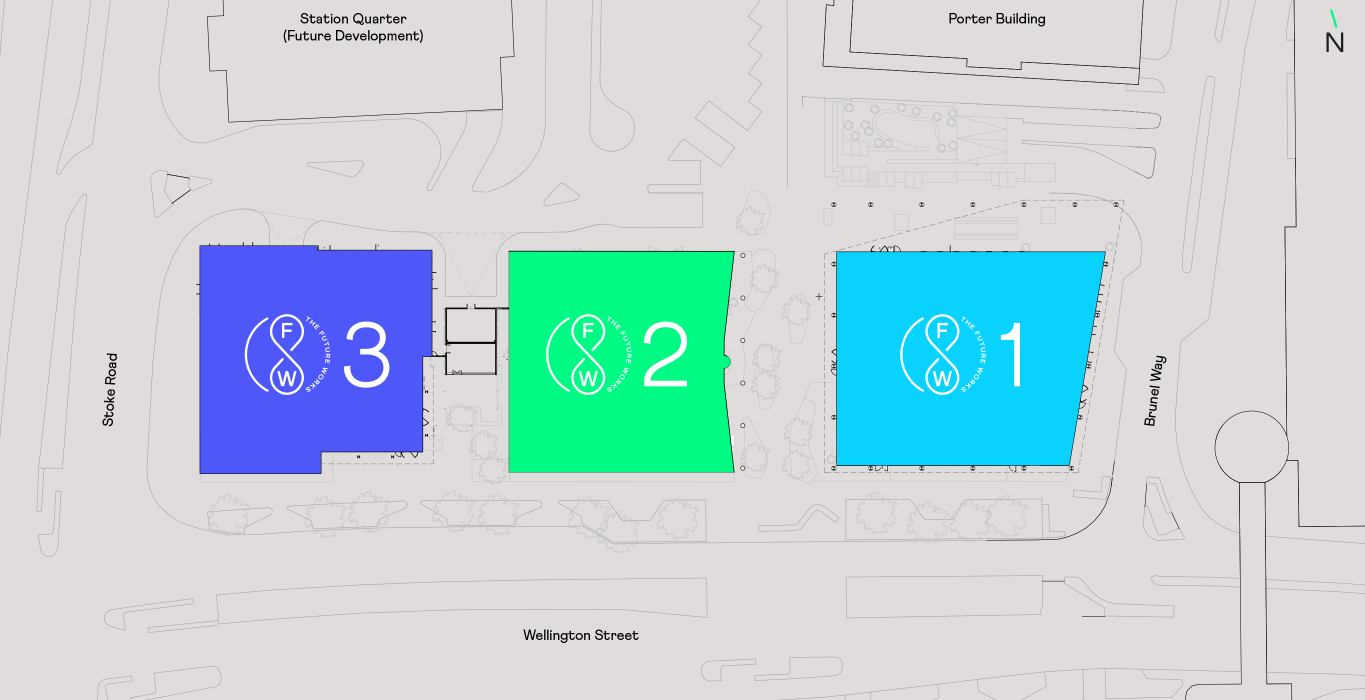 Station Quarter
(Future Development)
Porter Building
N
F
W
THE FUTURE WORKS
3
F
W
THE FUTURE WORKS
2
F
W
THE FUTURE WORKS
1
Stoke Road
Brunel Way
Wellington Street